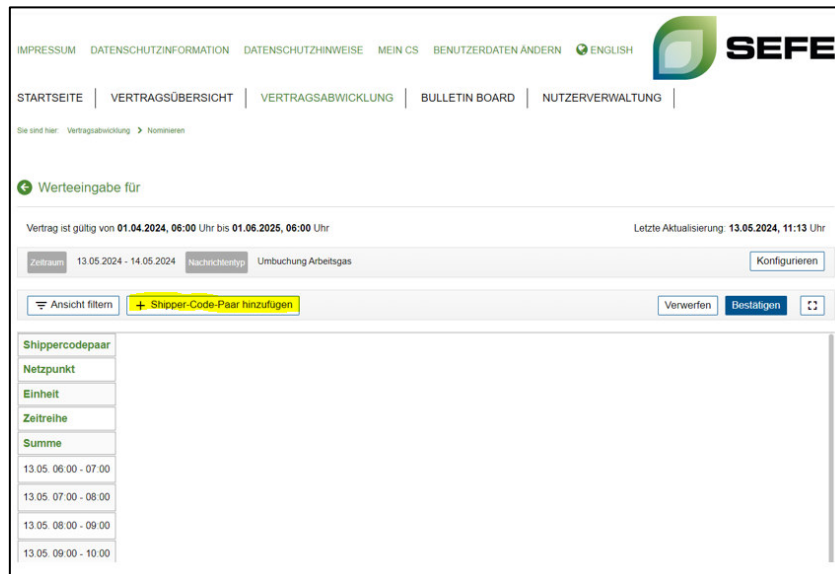 IMPRESSUM DATENSCHUTZINFORMATION DATENSCHUTZHINWEISE MEIN CS BENUTZERDATEN ÄNDERN ENGLISH
SEFE
STARTSEITE VERTRAGSÜBERSICHT VERTRAGSABWICKLUNG BULLETIN BOARD NUTZERVERWALTUNG
Sie sind hier: Vertragsabwicklung > Nominieren
Werteeingabe für
Vertrag ist gültig von 01.04.2024, 06:00 Uhr bis 01.06.2025, 06:00 Uhr Letzte Aktualisierung: 13.05.2024, 11:13 Uhr
Zeitraum 13.05.2024 - 14.05.2024 Nachrichtentyp Umbuchung Arbeitsgas Konfigurieren
Ansicht filtern + Shipper-Code-Paar hinzufügen Verwerfen Bestätigen
Shippercodepaar
Netzpunkt
Einheit
Zeitreihe
Summe
13.05. 06:00 - 07:00
13.05. 07:00 - 08:00
13.05. 08:00 - 09:00
13.05. 09:00 - 10:00